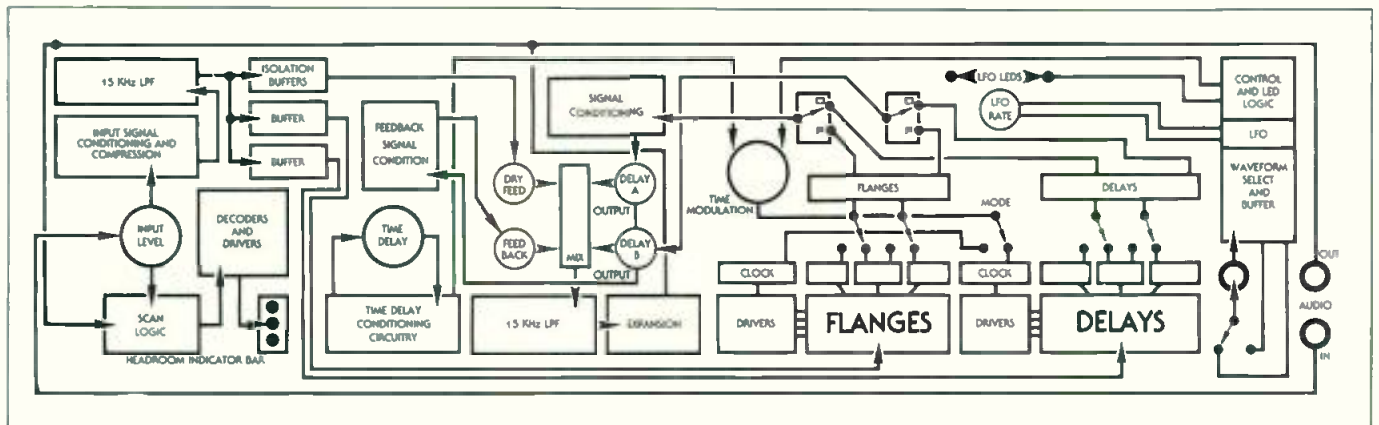 15 KHz LPF
ISOLATION
BUFFERS
INPUT SIGNAL
CONDITIONING AND
COMPRESSION
BUFFER
BUFFER
INPUT
LEVEL
DECODERS
AND
DRIVERS
SCAN
LOGIC
HEADROOM INDICATOR BAR
FEEDBACK
SIGNAL
CONDITION
TIME
DELAY
TIME DELAY
CONDITIONING
CIRCUITRY
SIGNAL
CONDITIONING
DRY
FEED
FEED
BACK
MIX
DELAY
A
OUTPUT
DELAY
B
OUTPUT
15 KHz LPF
EXPANSION
TIME
MODULATION
FLANGES
CLOCK
DRIVERS
FLANGES
LFO LEDS
LFO
RATE
DELAYS
MODE
CLOCK
DRIVERS
DELAYS
CONTROL
AND LED
LOGIC
LFO
WAVEFORM
SELECT
AND
BUFFER
OUT
AUDIO
IN